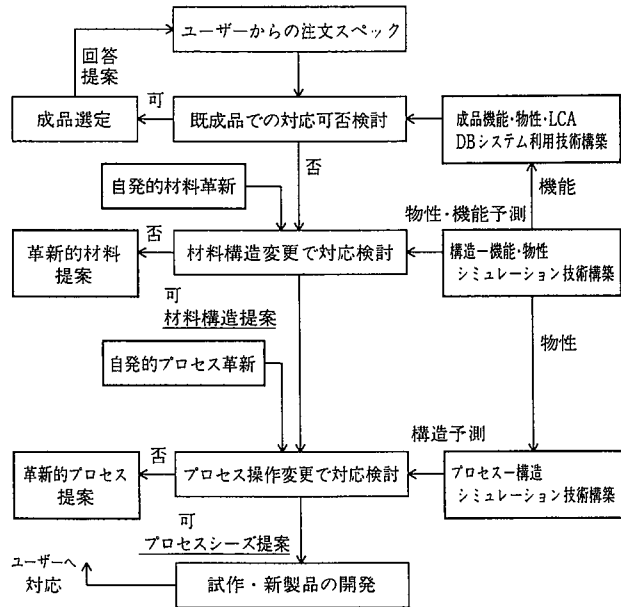 ユーザーからの注文スペック
回答
提案
成品選定
可
既成品での対応可否検討
成品機能・物性・LCA
DBシステム利用技術構築
否
機能
自発的材料革新
物性・機能予測
革新的材料
提案
否
材料構造変更で対応検討
構造ー機能・物性
シミュレーション技術構築
可
材料構造提案
物性
自発的プロセス革新
構造予測
革新的プロセス
提案
否
プロセス操作変更で対応検討
プロセスー構造
シミュレーション技術構築
可
プロセスシーズ提案
ユーザーへ
対応
試作・新製品の開発